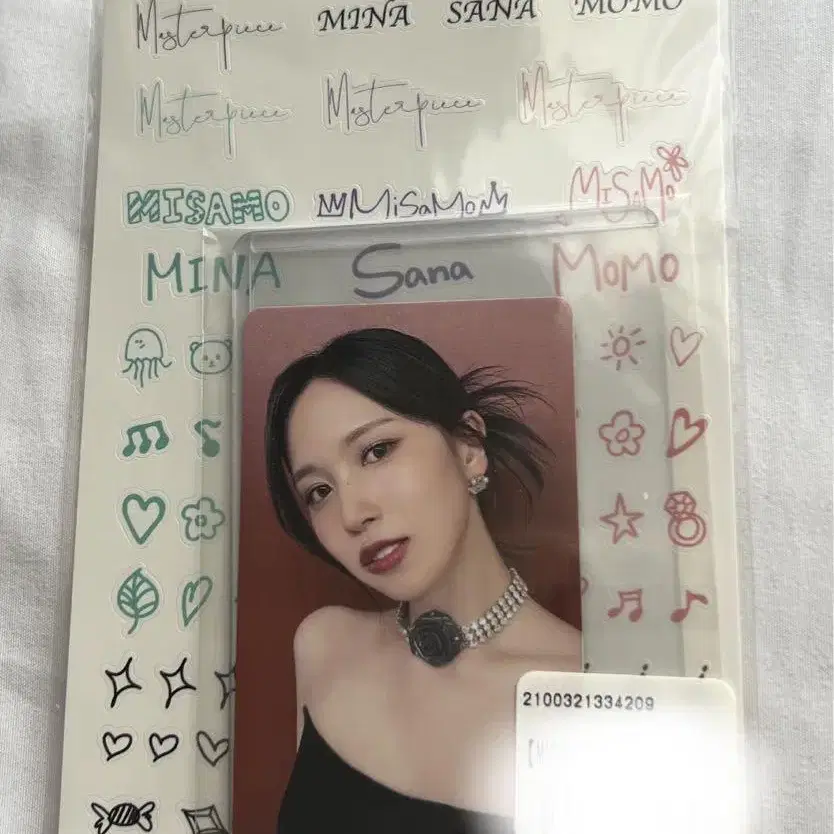 Masterpiece MINA SANA MOMO
Masterpiece Masterpiece Masterpiece
MISAMO MiSaMo MISAMO
MINA Sana MOMO
2100321334209